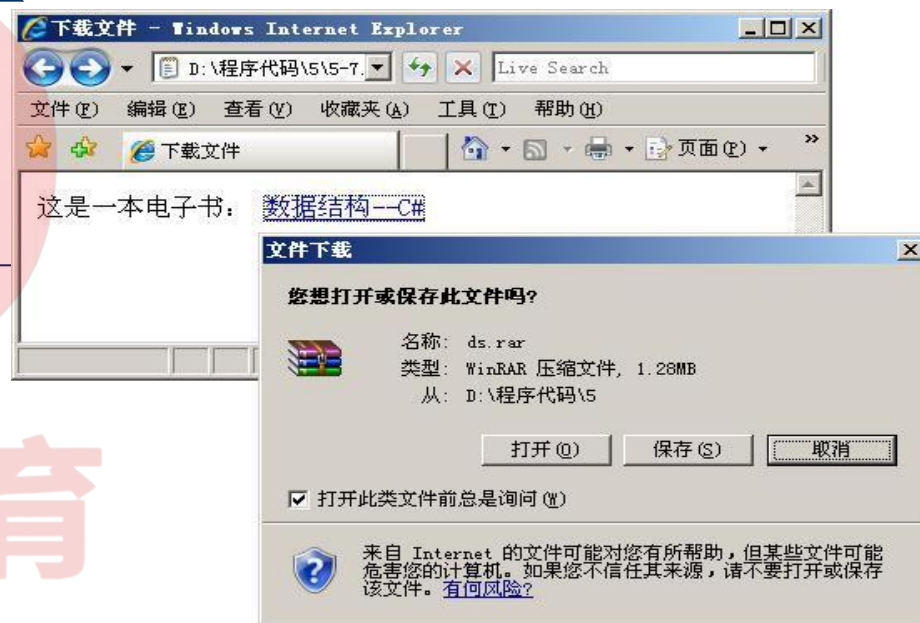 下载文件 - Windows Internet Explorer
D:\程序代码\5\5-7.
Live Search
文件(F) 编辑(E) 查看(V) 收藏夹(A) 工具(T) 帮助(H)
下载文件
页面(P)
»
这是一本电子书: 数据结构--C#
文件下载
您想打开或保存此文件吗?
名称: ds.rar
类型: WinRAR 压缩文件, 1.28MB
从: D:\程序代码\5
打开(O) 保存(S) 取消
打开此类文件前总是询问(W)
来自 Internet 的文件可能对您有所帮助,但某些文件可能
危害您的计算机。如果您不信任其来源,请不要打开或保存
该文件。有何风险?
育